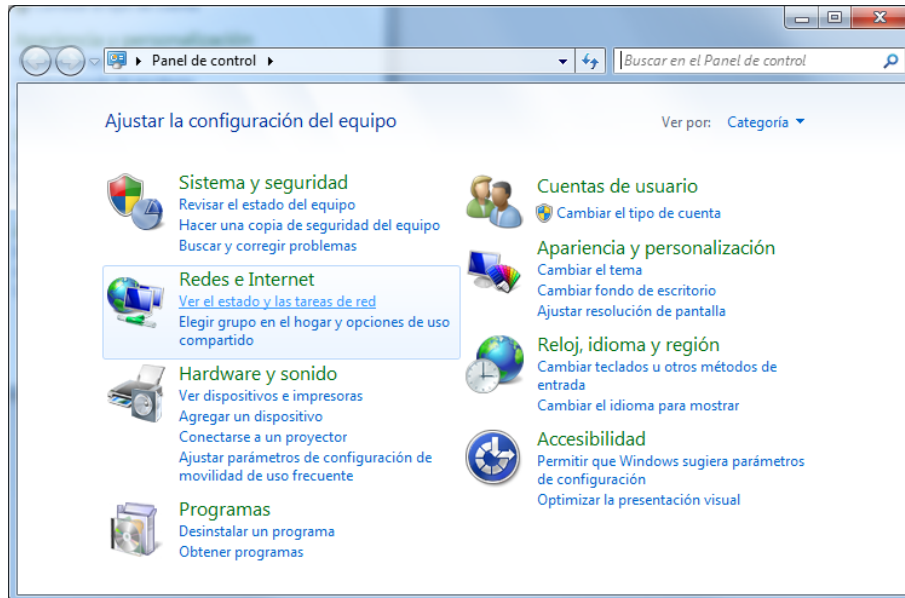 Panel de control
Buscar en el Panel de control
Ajustar la configuración del equipo
Ver por: Categoría
Sistema y seguridad
Revisar el estado del equipo
Hacer una copia de seguridad del equipo
Buscar y corregir problemas
Redes e Internet
Ver el estado y las tareas de red
Elegir grupo en el hogar y opciones de uso
compartido
Hardware y sonido
Ver dispositivos e impresoras
Agregar un dispositivo
Conectarse a un proyector
Ajustar parámetros de configuración de
movilidad de uso frecuente
Programas
Desinstalar un programa
Obtener programas
Cuentas de usuario
Cambiar el tipo de cuenta
Apariencia y personalización
Cambiar el tema
Cambiar fondo de escritorio
Ajustar resolución de pantalla
Reloj, idioma y región
Cambiar teclados u otros métodos de
entrada
Cambiar el idioma para mostrar
Accesibilidad
Permitir que Windows sugiera parámetros
de configuración
Optimizar la presentación visual